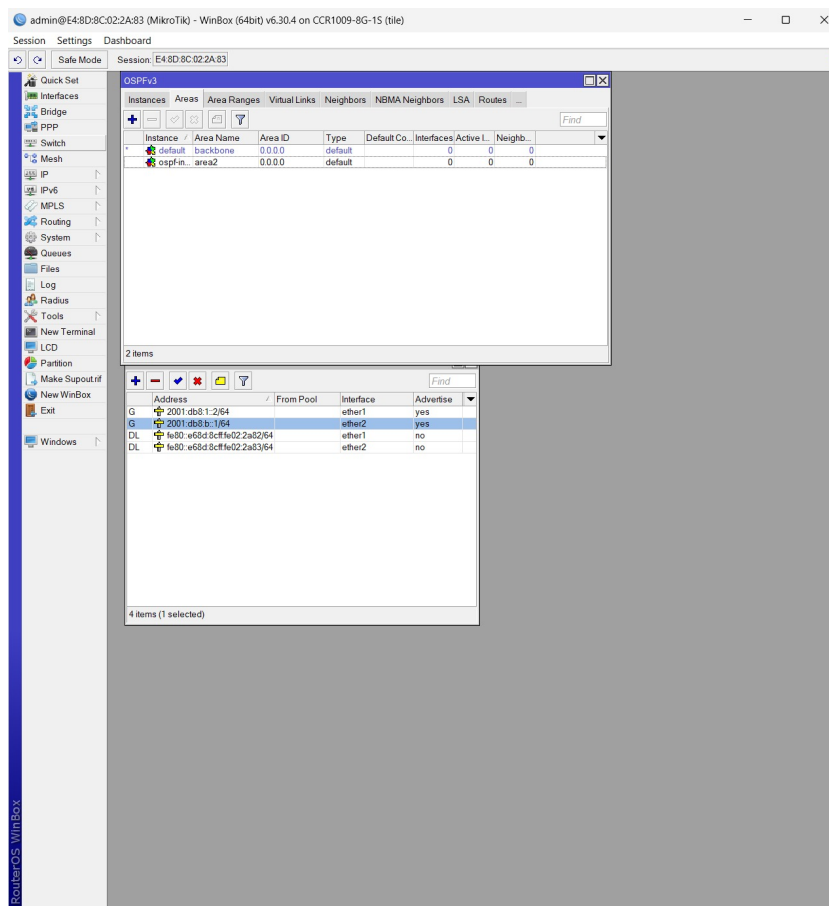 admin@E4:8D:8C:02:2A:83 (MikroTik) - WinBox (64bit) v6.30.4 on CCR1009-8G-1S (tile)
Session Settings Dashboard
Safe Mode Session: E4:8D:8C:02:2A:83
Quick Set
Interfaces
Bridge
PPP
Switch
Mesh
IP
IPv6
MPLS
Routing
System
Queues
Files
Log
Radius
Tools
New Terminal
LCD
Partition
Make Supout.rif
New WinBox
Exit
Windows
RouterOS WinBox
OSPFv3
Instances Areas Area Ranges Virtual Links Neighbors NBMA Neighbors LSA Routes ...
Find
Instance Area Name Area ID Type Default Co... Interfaces Active I... Neighb...
* default backbone 0.0.0.0 default 0 0 0
ospf-in... area2 0.0.0.0 default 0 0 0
2 items
Find
Address From Pool Interface Advertise
G 2001:db8:1::2/64 ether1 yes
G 2001:db8:b::1/64 ether2 yes
DL fe80::e68d:8cff:fe02:2a82/64 ether1 no
DL fe80::e68d:8cff:fe02:2a83/64 ether2 no
4 items (1 selected)